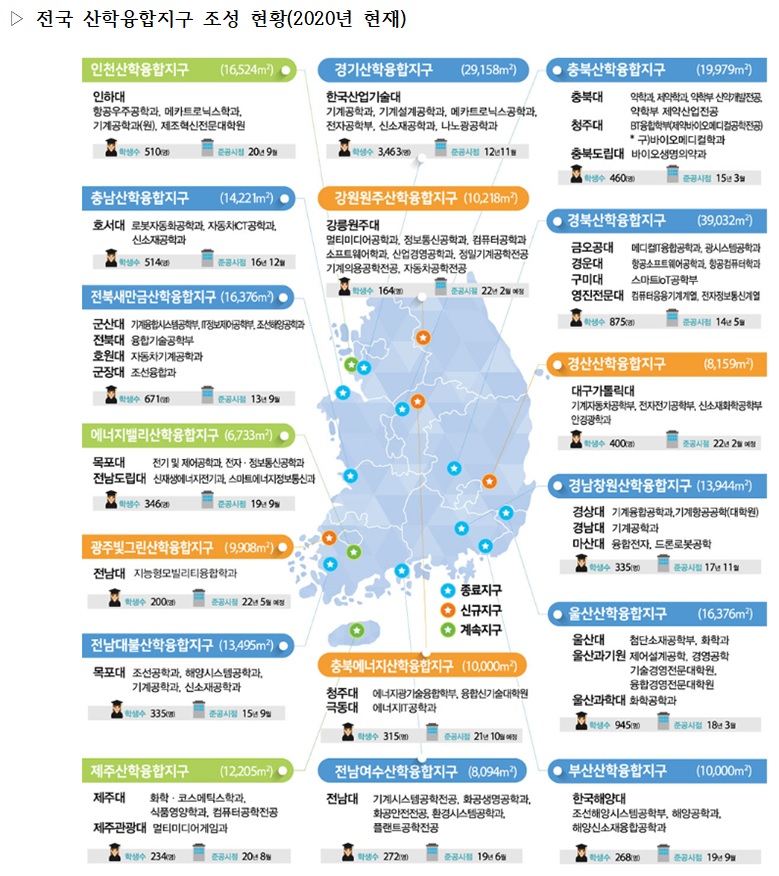 ▷ 전국 산학융합지구 조성 현황(2020년 현재)
인천산학융합지구 (16,524㎡)
인하대
항공우주공학과, 메카트로닉스학과,
기계공학과(원), 제조혁신전문대학원
학생수 510(명) 준공시점 20년 9월
경기산학융합지구 (29,158㎡)
한국산업기술대
기계공학과, 기계설계공학과, 메카트로닉스공학과,
전자공학부, 신소재공학과, 나노광공학과
학생수 3,463(명) 준공시점 12년11월
충북산학융합지구 (19,979㎡)
충북대 약학과, 제약학과, 약학부 신약개발전공,
약학부 제약산업전공
청주대 BT융합학부(제약바이오메디컬공학전공)
* 구)바이오메디컬학과
충북도립대 바이오생명의약과
학생수 460(명) 준공시점 15년 3월
충남산학융합지구 (14,221㎡)
호서대 로봇자동화공학과, 자동차ICT공학과,
신소재공학과
학생수 514(명) 준공시점 16년 12월
강원원주산학융합지구 (10,218㎡)
강릉원주대
멀티미디어공학과, 정보통신공학과, 컴퓨터공학과
소프트웨어학과, 산업경영공학과, 정밀기계공학전공
기계의용공학전공, 자동차공학전공
학생수 164(명) 준공시점 22년 2월 예정
경북산학융합지구 (39,032㎡)
금오공대 메디컬IT융합공학과, 광시스템공학과
경운대 항공소프트웨어공학과, 항공컴퓨터학과
구미대 스마트IoT공학부
영진전문대 컴퓨터응용기계계열, 전자정보통신계열
학생수 875(명) 준공시점 14년 5월
전북새만금산학융합지구 (16,376㎡)
군산대 기계융합시스템공학부, IT정보제어공학부, 조선해양공학과
전북대 융합기술공학부
호원대 자동차기계공학과
군장대 조선융합과
학생수 671(명) 준공시점 13년 9월
경산산학융합지구 (8,159㎡)
대구가톨릭대
기계자동차공학부, 전자전기공학부, 신소재화학공학부
안경광학과
학생수 400(명) 준공시점 22년 2월 예정
에너지밸리산학융합지구 (6,733㎡)
목포대 전기 및 제어공학과, 전자·정보통신공학과
전남도립대 신재생에너지전기과, 스마트에너지정보통신과
학생수 346(명) 준공시점 19년 9월
경남창원산학융합지구 (13,944㎡)
경상대 기계융합공학과,기계항공공학(대학원)
경남대 기계공학과
마산대 융합전자, 드론로봇공학
학생수 335(명) 준공시점 17년 11월
광주빛그린산학융합지구 (9,908㎡)
전남대 지능형모빌리티융합학과
학생수 200(명) 준공시점 22년 5월 예정
종료지구
신규지구
계속지구
울산산학융합지구 (16,376㎡)
울산대 첨단소재공학부, 화학과
울산과기원 제어설계공학, 경영공학
기술경영전문대학원,
융합경영전문대학원
울산과학대 화학공학과
학생수 945(명) 준공시점 18년 3월
전남대불산학융합지구 (13,495㎡)
목포대 조선공학과, 해양시스템공학과,
기계공학과, 신소재공학과
학생수 335(명) 준공시점 15년 9월
충북에너지산학융합지구 (10,000㎡)
청주대 에너지광기술융합학부, 융합신기술대학원
극동대 에너지IT공학과
학생수 315(명) 준공시점 21년 10월 예정
제주산학융합지구 (12,205㎡)
제주대 화학·코스메틱스학과,
식품영양학과, 컴퓨터공학전공
제주관광대 멀티미디어게임과
학생수 234(명) 준공시점 20년 8월
전남여수산학융합지구 (8,094㎡)
전남대 기계시스템공학전공, 화공생명공학과,
화공안전전공, 환경시스템공학과,
플랜트공학전공
학생수 272(명) 준공시점 19년 6월
부산산학융합지구 (10,000㎡)
한국해양대
조선해양시스템공학부, 해양공학과,
해양신소재융합공학과
학생수 268(명) 준공시점 19년 9월